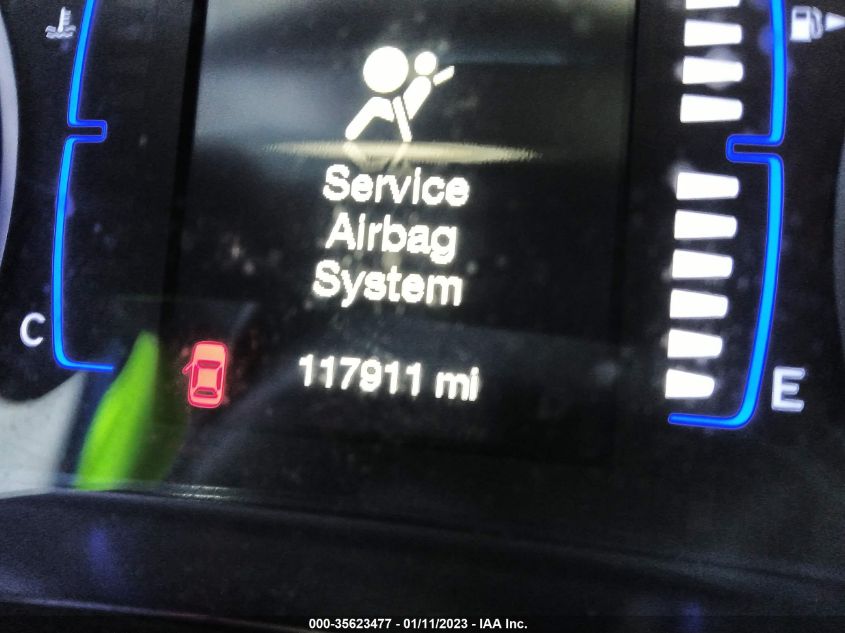 Service
Airbag
System
C
117911 mi
E
000-35623477 - 01/11/2023 - IAA Inc.